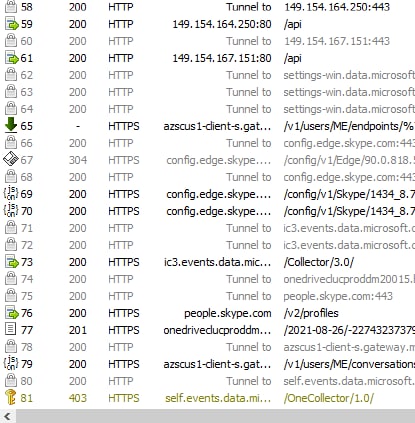 58 200 HTTP Tunnel to 149.154.164.250:443
59 200 HTTP 149.154.164.250:80 /api
60 200 HTTP Tunnel to 149.154.167.151:443
61 200 HTTP 149.154.167.151:80 /api
62 200 HTTP Tunnel to settings-win.data.microsoft
63 200 HTTP Tunnel to settings-win.data.microsoft
64 200 HTTP Tunnel to settings-win.data.microsoft
65 - HTTPS azscus1-client-s.gat... /v1/users/ME/endpoints/%7
66 200 HTTP Tunnel to config.edge.skype.com:443
67 304 HTTPS config.edge.skype.... /config/v1/Edge/90.0.818.5
68 200 HTTP Tunnel to config.edge.skype.com:443
69 200 HTTPS config.edge.skype.... /config/v1/Skype/1434_8.7
70 200 HTTPS config.edge.skype.... /config/v1/Skype/1434_8.7
71 200 HTTP Tunnel to ic3.events.data.microsoft.c
72 200 HTTP Tunnel to ic3.events.data.microsoft.c
73 200 HTTPS ic3.events.data.mic... /Collector/3.0/
74 200 HTTP Tunnel to onedriveclucproddm20015.b
75 200 HTTP Tunnel to people.skype.com:443
76 200 HTTPS people.skype.com /v2/profiles
77 201 HTTPS onedriveclucproddm... /2021-08-26/-22743237379
78 200 HTTP Tunnel to azscus1-client-s.gateway.m
79 200 HTTPS azscus1-client-s.gat... /v1/users/ME/conversations
80 200 HTTP Tunnel to self.events.data.microsoft.
81 403 HTTPS self.events.data.mi... /OneCollector/1.0/